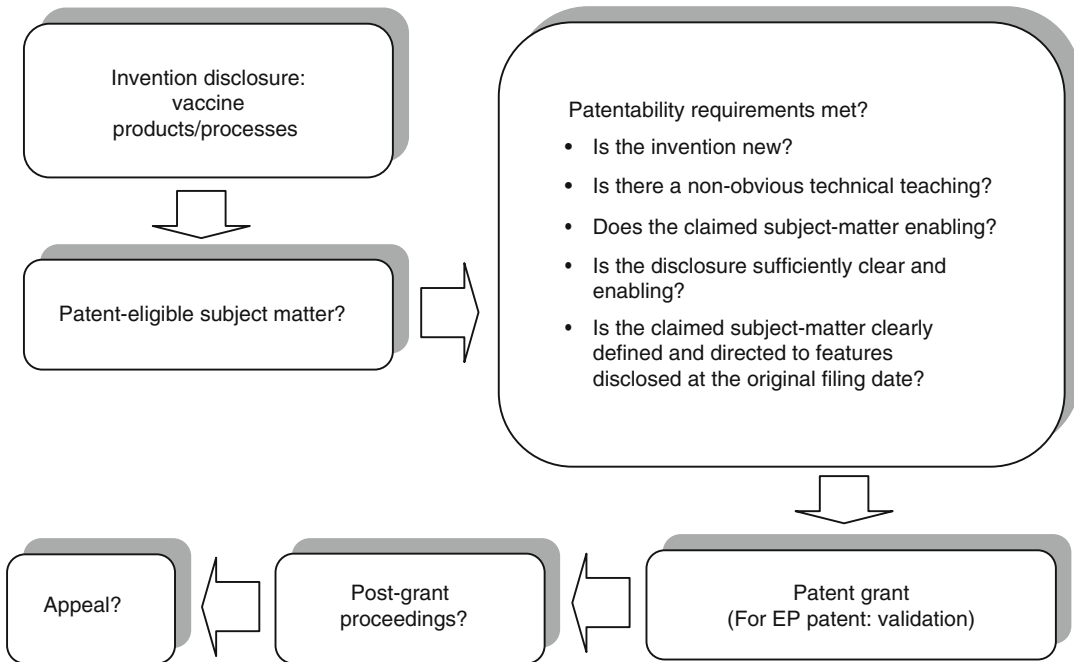 Invention disclosure:
vaccine
products/processes
Patent-eligible subject matter?
Patentability requirements met?
• Is the invention new?
• Is there a non-obvious technical teaching?
• Does the claimed subject-matter enabling?
• Is the disclosure sufficiently clear and
enabling?
• Is the claimed subject-matter clearly
defined and directed to features
disclosed at the original filing date?
Patent grant
(For EP patent: validation)
Post-grant
proceedings?
Appeal?